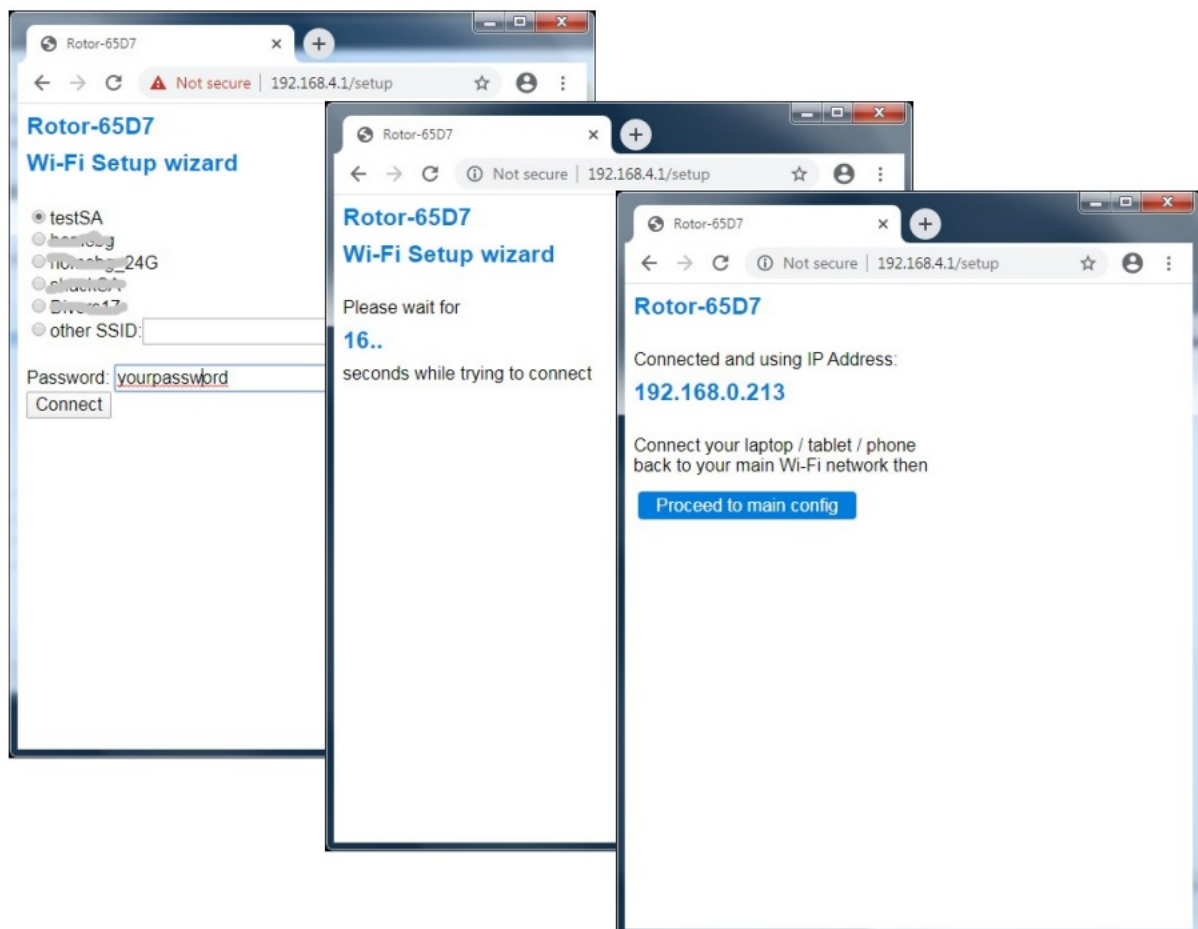 Rotor-65D7
Not secure | 192.168.4.1/setup
Rotor-65D7
Wi-Fi Setup wizard
testSA
_24G
other SSID:
Password: yourpassword
Connect
Rotor-65D7
Not secure | 192.168.4.1/setup
Rotor-65D7
Wi-Fi Setup wizard
Please wait for
16..
seconds while trying to connect
Rotor-65D7
Not secure | 192.168.4.1/setup
Rotor-65D7
Connected and using IP Address:
192.168.0.213
Connect your laptop / tablet / phone
back to your main Wi-Fi network then
Proceed to main config